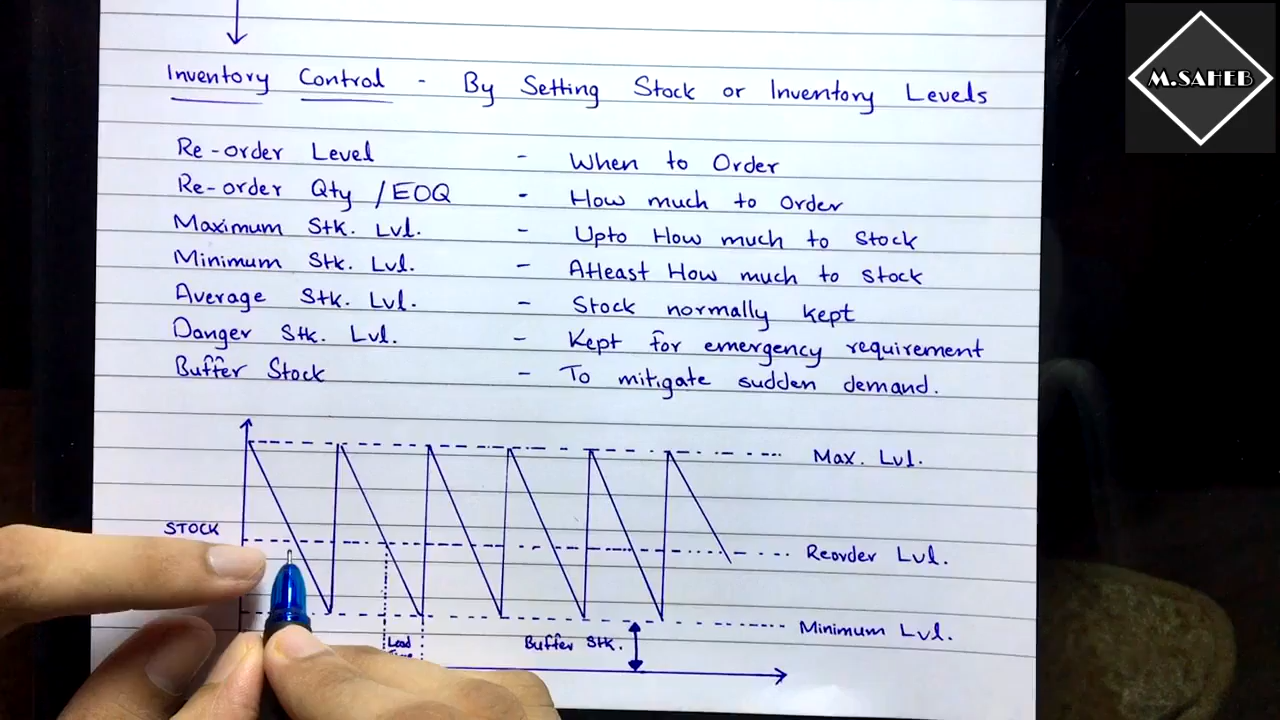 M.SAHEB
Inventory Control - By Setting Stock or Inventory Levels
Re-order Level - When to Order
Re-order Qty /EOQ - How much to Order
Maximum Stk. Lvl. - Upto How much to Stock
Minimum Stk. Lvl. - Atleast How much to stock
Average Stk. Lvl. - Stock normally kept
Danger Stk. Lvl. - Kept for emergency requirement
Buffer Stock - To mitigate sudden demand.
Max. Lvl.
STOCK
Reorder Lvl.
Minimum Lvl.
Lead
Buffer Stk.